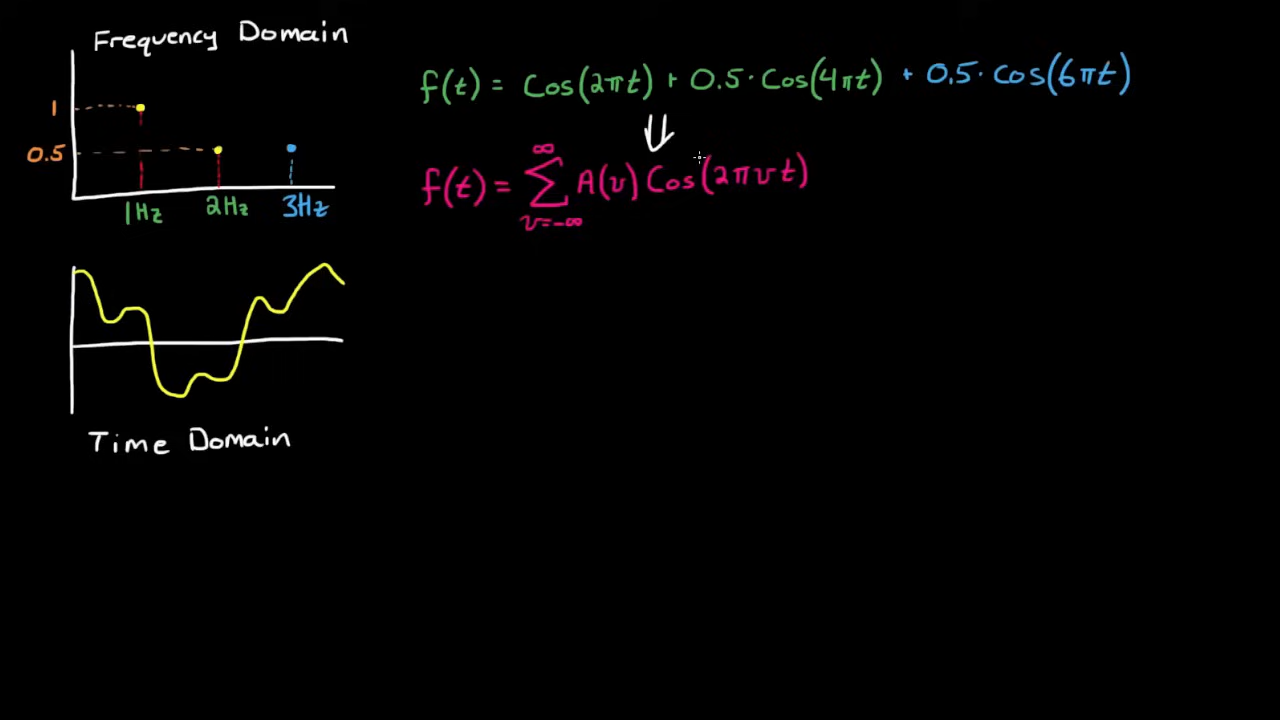 Frequency Domain
f(t) = Cos(2πt) + 0.5·Cos(4πt) + 0.5·Cos(6πt)
1
0.5
1Hz 2Hz 3Hz
∞
f(t) = ∑ A(v) Cos(2πvt)
v=-∞
Time Domain